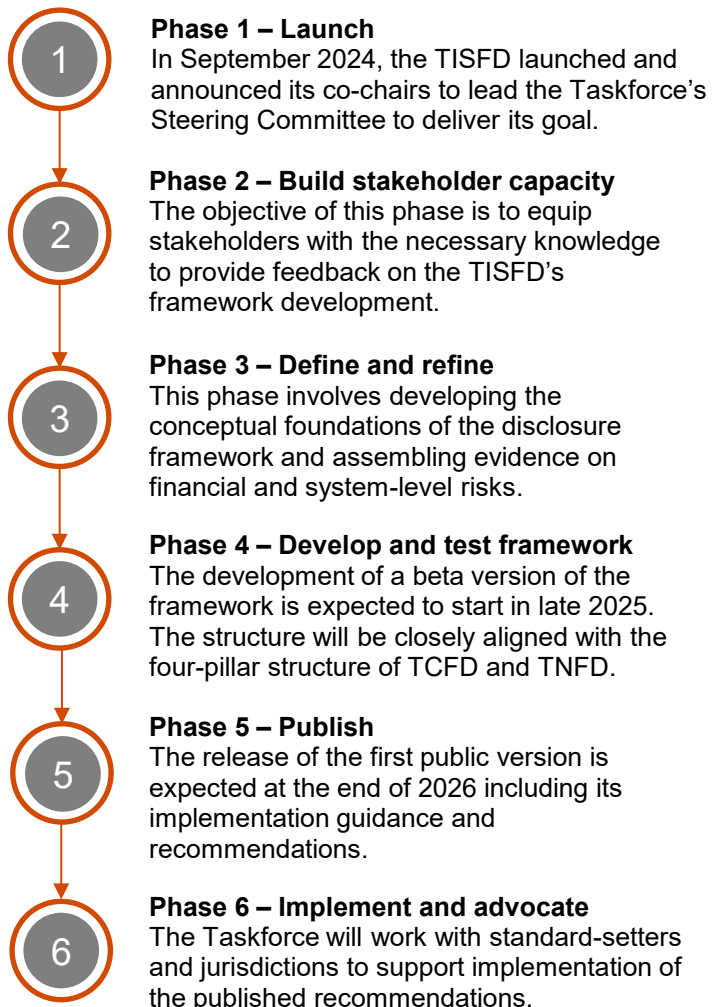 1
Phase 1 – Launch
In September 2024, the TISFD launched and
announced its co-chairs to lead the Taskforce's
Steering Committee to deliver its goal.
2
Phase 2 – Build stakeholder capacity
The objective of this phase is to equip
stakeholders with the necessary knowledge
to provide feedback on the TISFD's
framework development.
3
Phase 3 – Define and refine
This phase involves developing the
conceptual foundations of the disclosure
framework and assembling evidence on
financial and system-level risks.
4
Phase 4 – Develop and test framework
The development of a beta version of the
framework is expected to start in late 2025.
The structure will be closely aligned with the
four-pillar structure of TCFD and TNFD.
5
Phase 5 – Publish
The release of the first public version is
expected at the end of 2026 including its
implementation guidance and
recommendations.
6
Phase 6 – Implement and advocate
The Taskforce will work with standard-setters
and jurisdictions to support implementation of
the published recommendations.